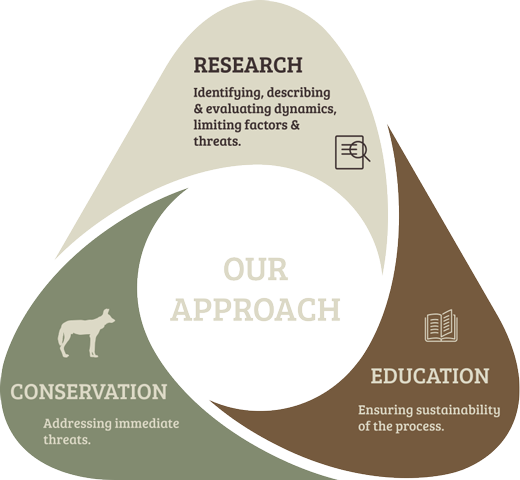 RESEARCH
Identifying, describing
& evaluating dynamics,
limiting factors &
threats.
OUR
APPROACH
CONSERVATION
Addressing immediate
threats.
EDUCATION
Ensuring sustainability
of the process.